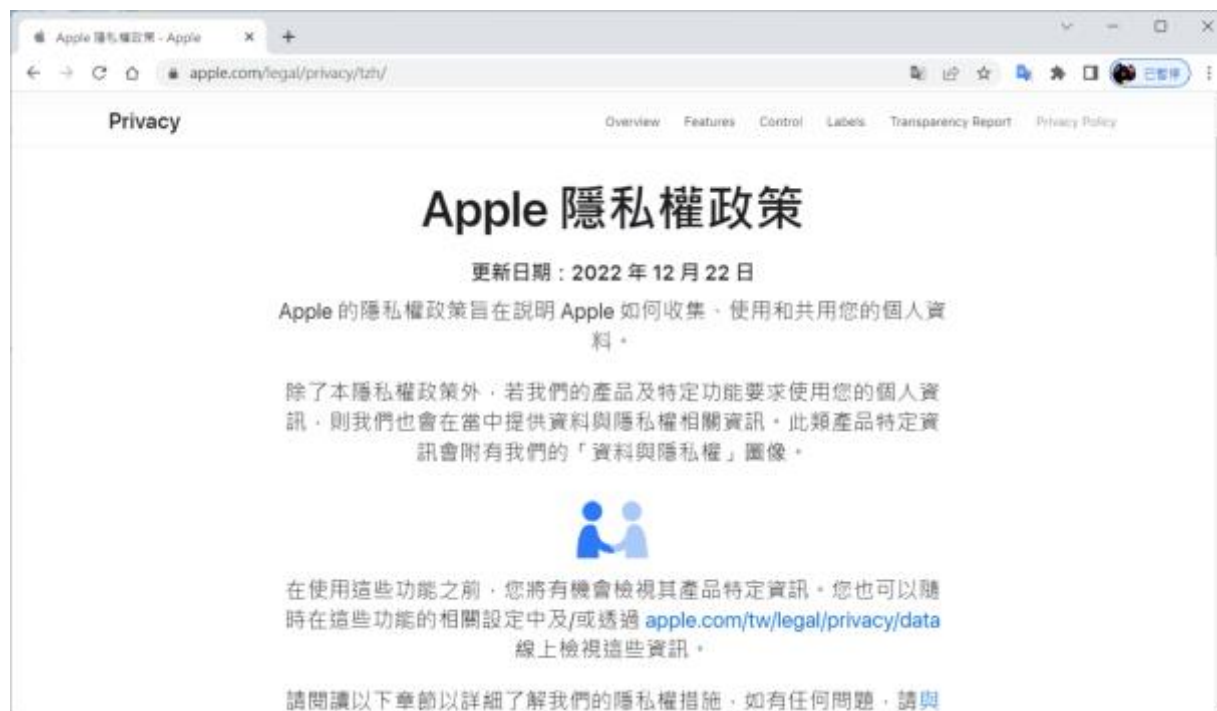 Apple 隱私權政策 - Apple
apple.com/legal/privacy/tzh/
已暫停
Privacy
Overview Features Control Labels Transparency Report Privacy Policy
Apple 隱私權政策
更新日期：2022 年 12 月 22 日
Apple 的隱私權政策旨在說明 Apple 如何收集、使用和共用您的個人資
料。
除了本隱私權政策外，若我們的產品及特定功能要求使用您的個人資
訊，則我們也會在當中提供資料與隱私權相關資訊。此類產品特定資
訊會附有我們的「資料與隱私權」圖像。
在使用這些功能之前，您將有機會檢視其產品特定資訊。您也可以隨
時在這些功能的相關設定中及/或透過 apple.com/tw/legal/privacy/data
線上檢視這些資訊。
請閱讀以下章節以詳細了解我們的隱私權措施，如有任何問題，請與